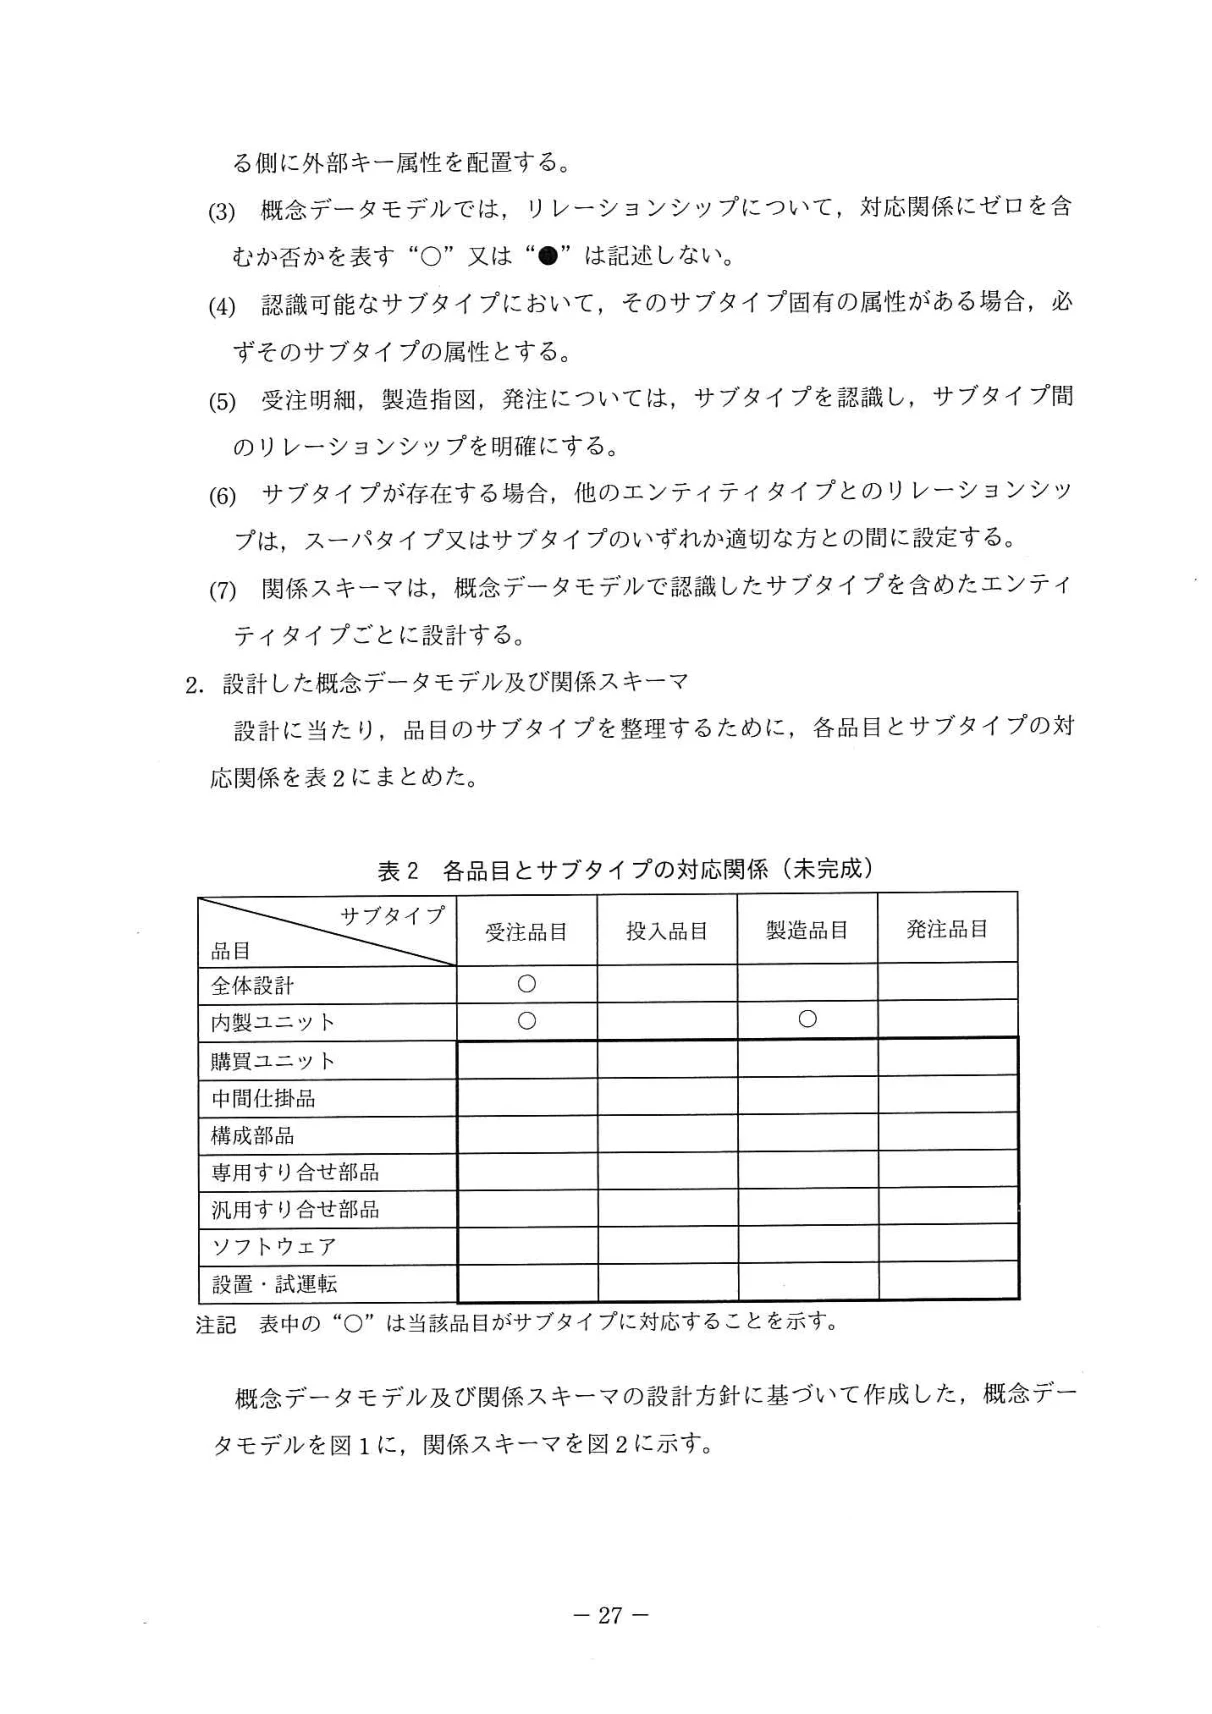 る側に外部キー属性を配置する。
(3) 概念データモデルでは，リレーションシップについて，対応関係にゼロを含
むか否かを表す“○”又は“●”は記述しない。
(4) 認識可能なサブタイプにおいて，そのサブタイプ固有の属性がある場合，必
ずそのサブタイプの属性とする。
(5) 受注明細，製造指図，発注については，サブタイプを認識し，サブタイプ間
のリレーションシップを明確にする。
(6) サブタイプが存在する場合，他のエンティティタイプとのリレーションシッ
プは，スーパタイプ又はサブタイプのいずれか適切な方との間に設定する。
(7) 関係スキーマは，概念データモデルで認識したサブタイプを含めたエンティ
ティタイプごとに設計する。
2．設計した概念データモデル及び関係スキーマ
設計に当たり，品目のサブタイプを整理するために，各品目とサブタイプの対
応関係を表2にまとめた。
表2 各品目とサブタイプの対応関係（未完成）
サブタイプ 受注品目 投入品目 製造品目 発注品目
品目
全体設計 ○
内製ユニット ○ ○
購買ユニット
中間仕掛品
構成部品
専用すり合せ部品
汎用すり合せ部品
ソフトウェア
設置・試運転
注記 表中の“○”は当該品目がサブタイプに対応することを示す。
概念データモデル及び関係スキーマの設計方針に基づいて作成した，概念デー
タモデルを図1に，関係スキーマを図2に示す。
－ 27 －